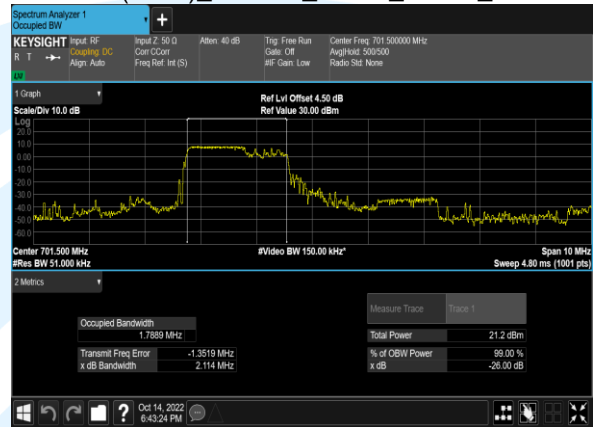 Spectrum Analyzer 1
Occupied BW
KEYSIGHT Input: RF Input Z: 50 Ω Atten: 40 dB Trig: Free Run Center Freq: 701.500000 MHz
R T Coupling: DC Corr CCorr Gate: Off Avg|Hold: 500/500
Align: Auto Freq Ref: Int (S) #IF Gain: Low Radio Std: None
LU
1 Graph
Ref Lvl Offset 4.50 dB
Scale/Div 10.0 dB Ref Value 30.00 dBm
Log
20.0
10.0
0.00
-10.0
-20.0
-30.0
-40.0
-50.0
-60.0
Center 701.500 MHz #Video BW 150.00 kHz* Span 10 MHz
#Res BW 51.000 kHz Sweep 4.80 ms (1001 pts)
2 Metrics
Measure Trace Trace 1
Occupied Bandwidth
1.7889 MHz Total Power 21.2 dBm
Transmit Freq Error -1.3519 MHz % of OBW Power 99.00 %
x dB Bandwidth 2.114 MHz x dB -26.00 dB
Oct 14, 2022
6:43:24 PM